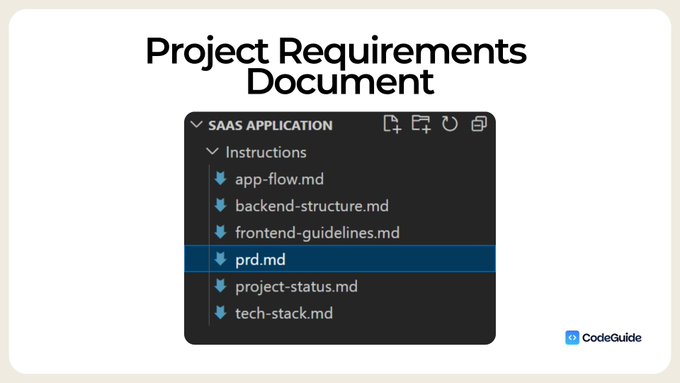 Project Requirements
Document
SAAS APPLICATION
Instructions
app-flow.md
backend-structure.md
frontend-guidelines.md
prd.md
project-status.md
tech-stack.md
CodeGuide